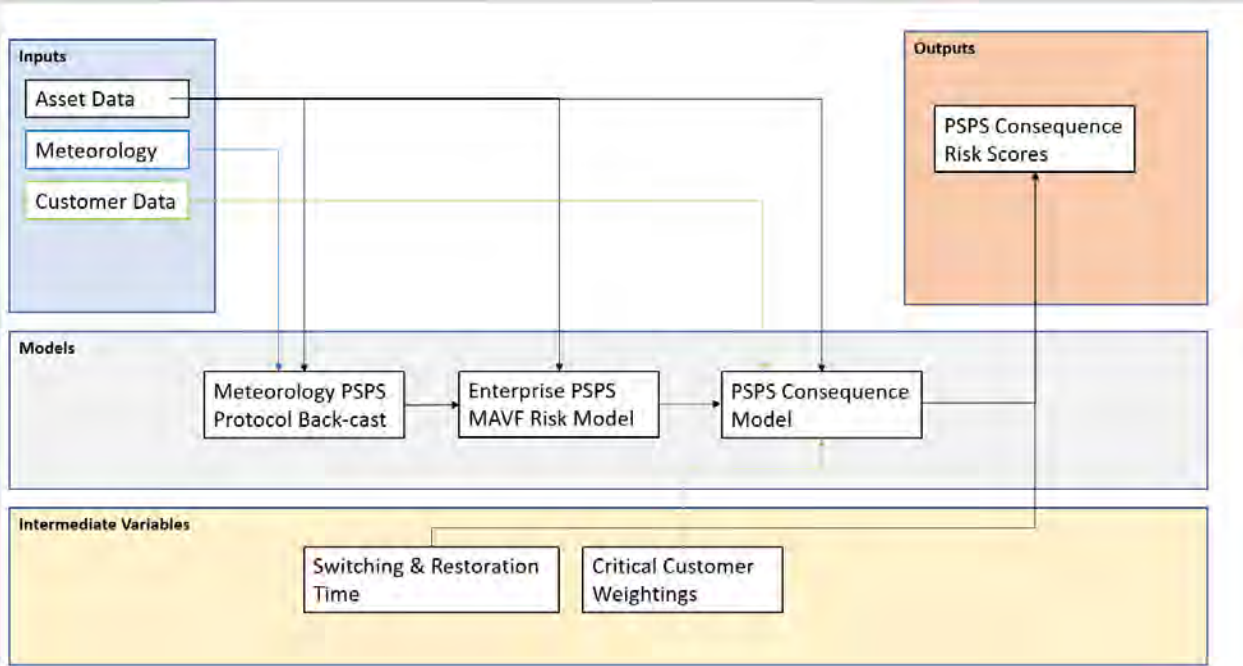 Inputs
Asset Data
Meteorology
Customer Data
Outputs
PSPS Consequence
Risk Scores
Models
Meteorology PSPS
Protocol Back-cast
Enterprise PSPS
MAVF Risk Model
PSPS Consequence
Model
Intermediate Variables
Switching & Restoration
Time
Critical Customer
Weightings